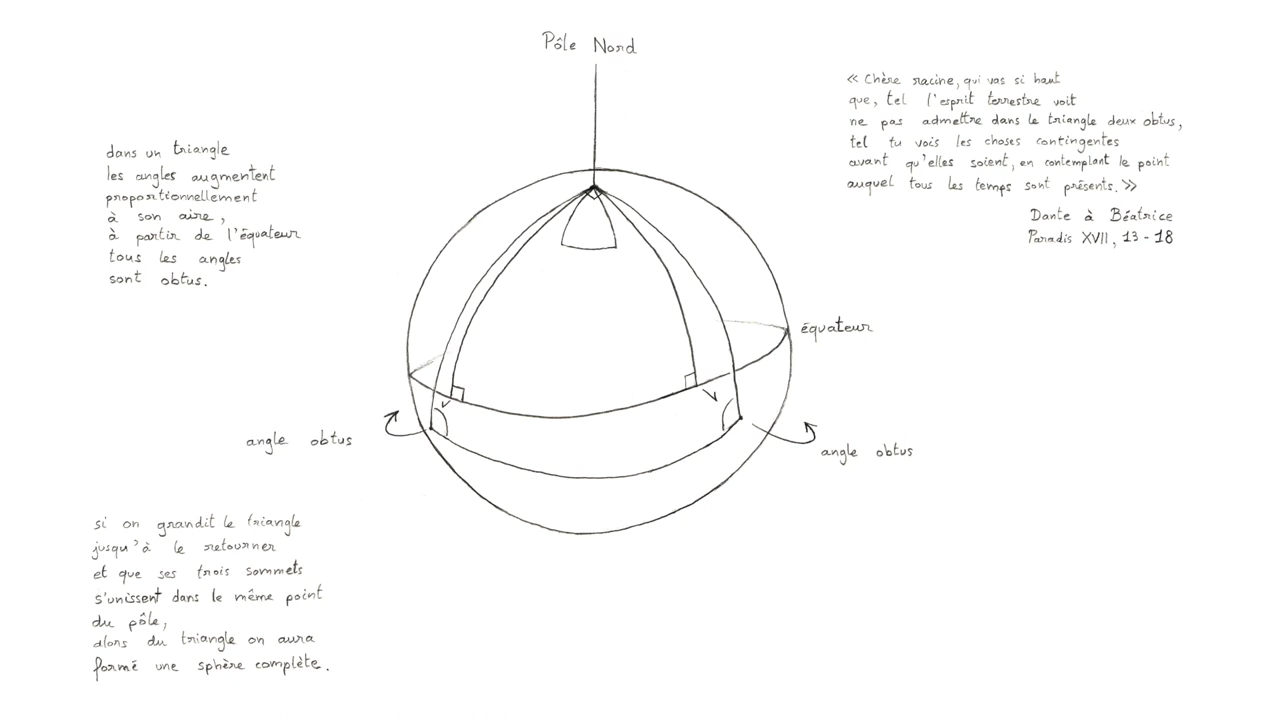 Pôle Nord
« Chère racine, qui vas si haut
que, tel l'esprit terrestre voit
ne pas admettre dans le triangle deux obtus,
tel tu vois les choses contingentes
avant qu'elles soient, en contemplant le point
auquel tous les temps sont présents. »
Dante à Béatrice
Paradis XVII, 13 - 18
dans un triangle
les angles augmentent
proportionnellement
à son aire,
à partir de l'équateur
tous les angles
sont obtus.
équateur
angle obtus
angle obtus
si on grandit le triangle
jusqu'à le retourner
et que ses trois sommets
s'unissent dans le même point
du pôle,
alors du triangle on aura
formé une sphère complète.